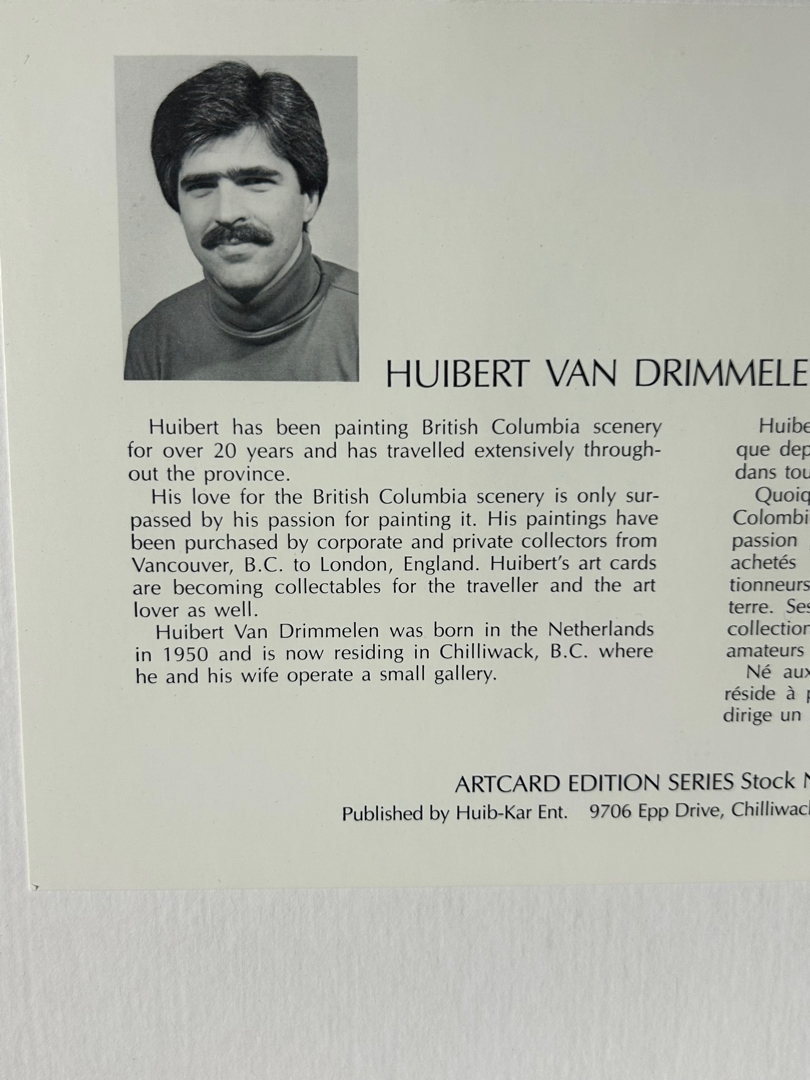 HUIBERT VAN DRIMMELE
Huibert has been painting British Columbia scenery
for over 20 years and has travelled extensively through-
out the province.
His love for the British Columbia scenery is only sur-
passed by his passion for painting it. His paintings have
been purchased by corporate and private collectors from
Vancouver, B.C. to London, England. Huibert's art cards
are becoming collectables for the traveller and the art
lover as well.
Huibert Van Drimmelen was born in the Netherlands
in 1950 and is now residing in Chilliwack, B.C. where
he and his wife operate a small gallery.
Huibe
que dep
dans tou
Quoiq
Colombi
passion
achetés
tionneurs
terre. Ses
collection
amateurs
Né aux
réside à
dirige un
ARTCARD EDITION SERIES Stock N
Published by Huib-Kar Ent. 9706 Epp Drive, Chilliwack